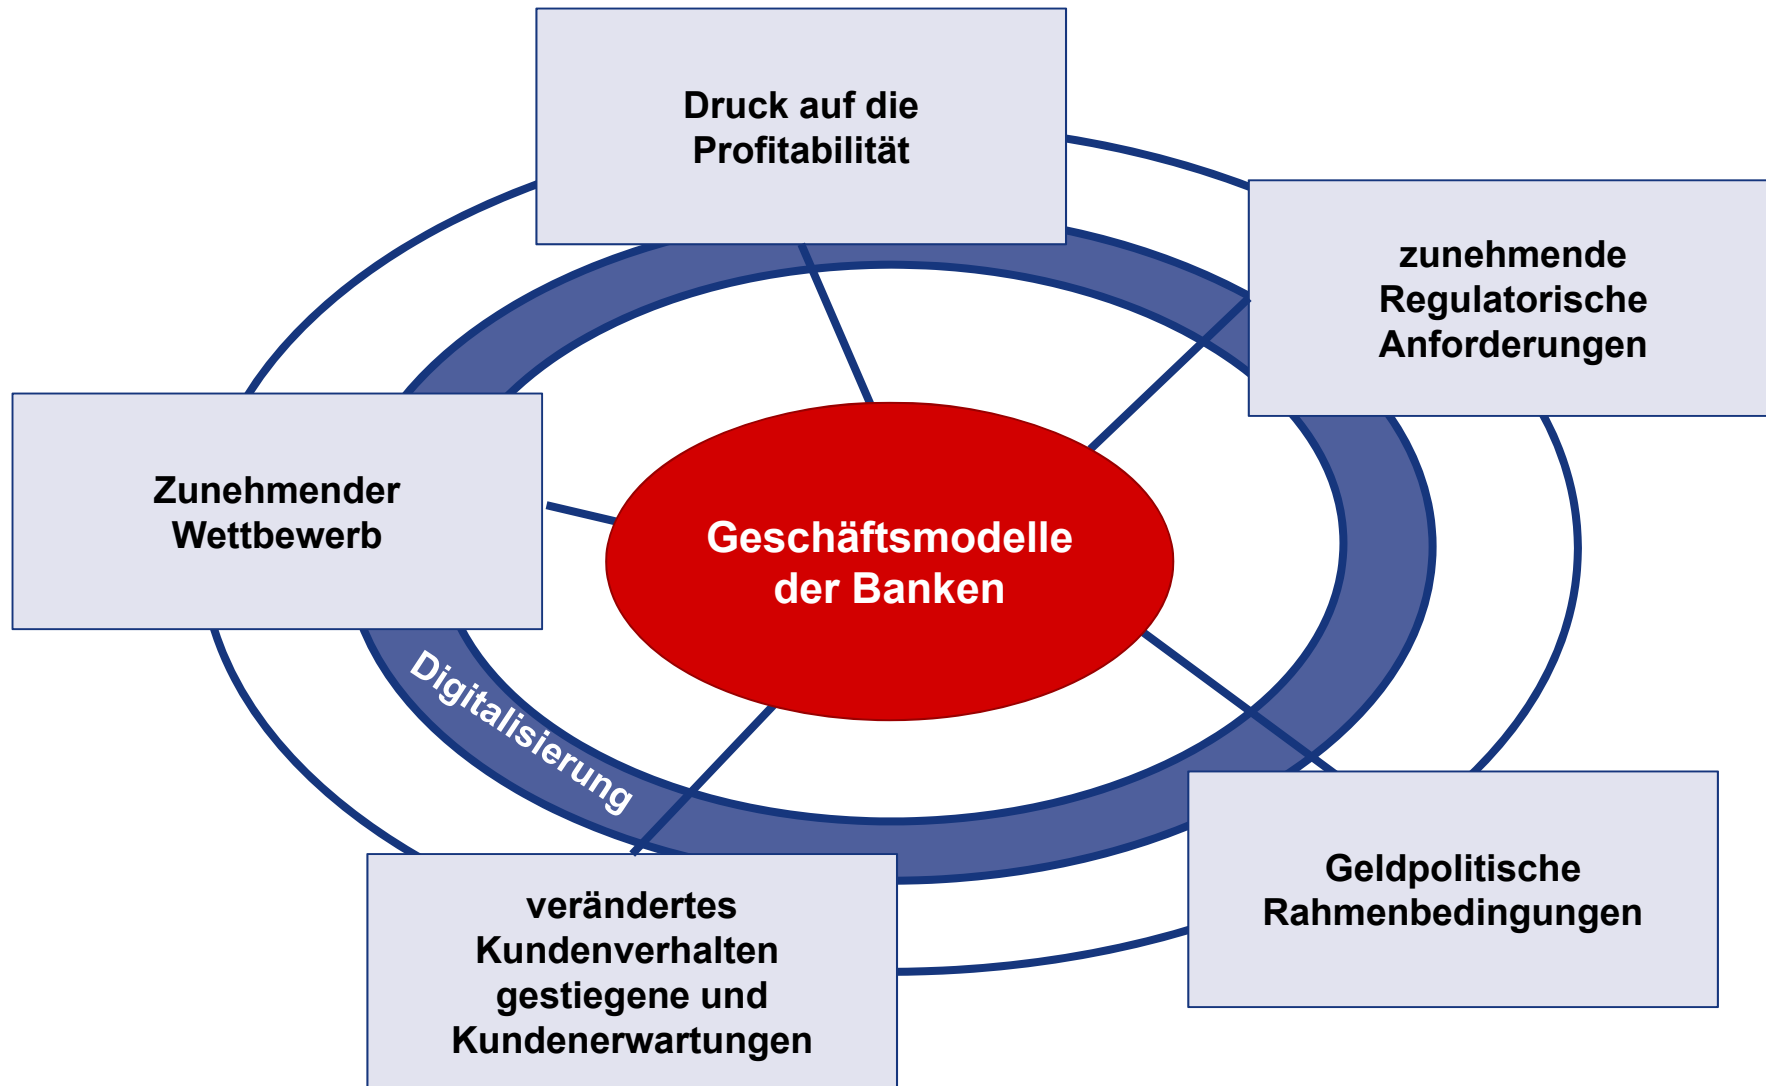 Druck auf die
Profitabilität
zunehmende
Regulatorische
Anforderungen
Zunehmender
Wettbewerb
Geschäftsmodelle
der Banken
Digitalisierung
Geldpolitische
Rahmenbedingungen
verändertes
Kundenverhalten
gestiegene und
Kundenerwartungen